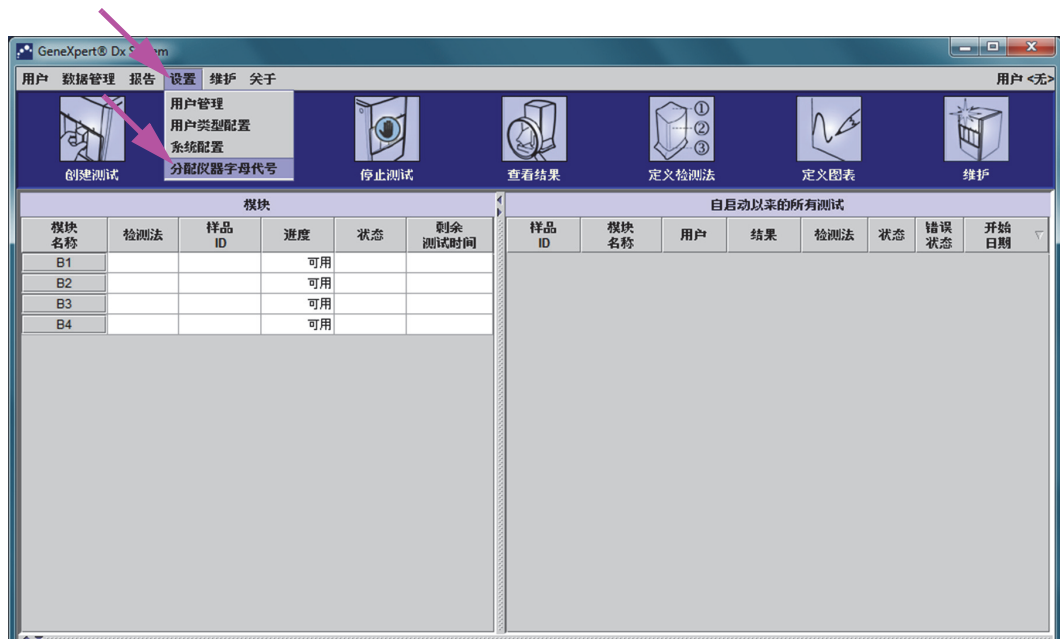 GeneXpert® Dx System
用户 数据管理 报告 设置 维护 关于
用户 <无>
用户管理
用户类型配置
系统配置
分配仪器字母代号
①
②
③
创建测试
停止测试
查看结果
定义检测法
定义图表
维护
模块
模块名称 检测法 样品ID 进度 状态 剩余测试时间
B1 可用
B2 可用
B3 可用
B4 可用
自启动以来的所有测试
样品ID 模块名称 用户 结果 检测法 状态 错误状态 开始日期